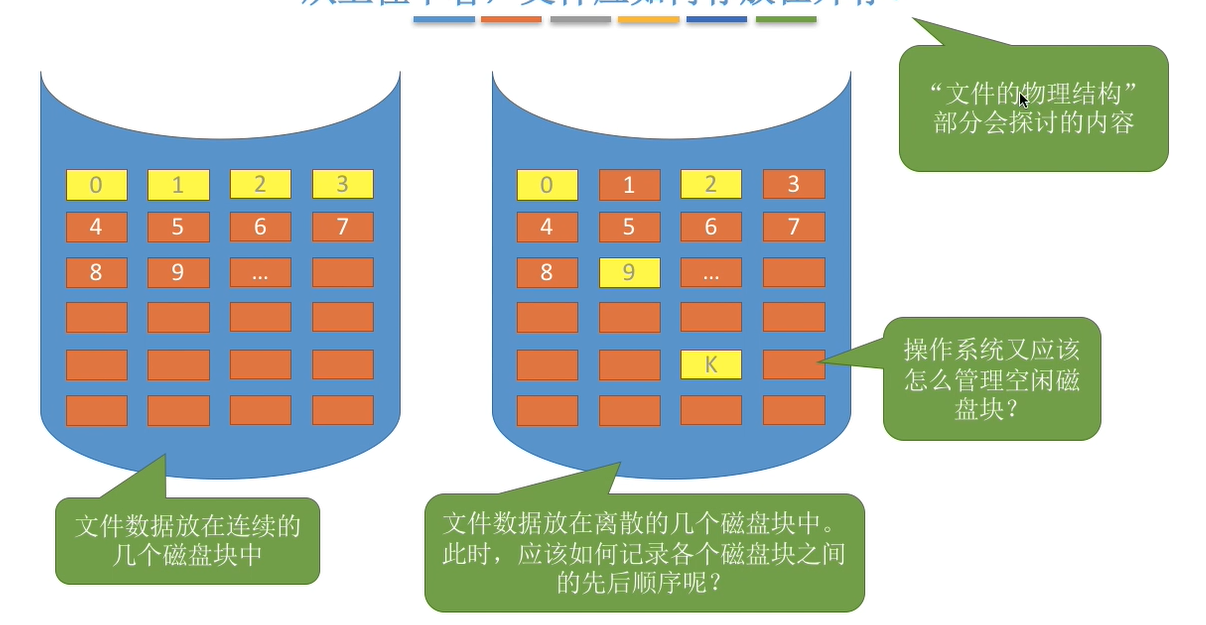 “文件的物理结构”
部分会探讨的内容
0 1 2 3
4 5 6 7
8 9 ...
0 1 2 3
4 5 6 7
8 9 ...
K
操作系统又应该
怎么管理空闲磁
盘块？
文件数据放在连续的
几个磁盘块中
文件数据放在离散的几个磁盘块中。
此时，应该如何记录各个磁盘块之间
的先后顺序呢？